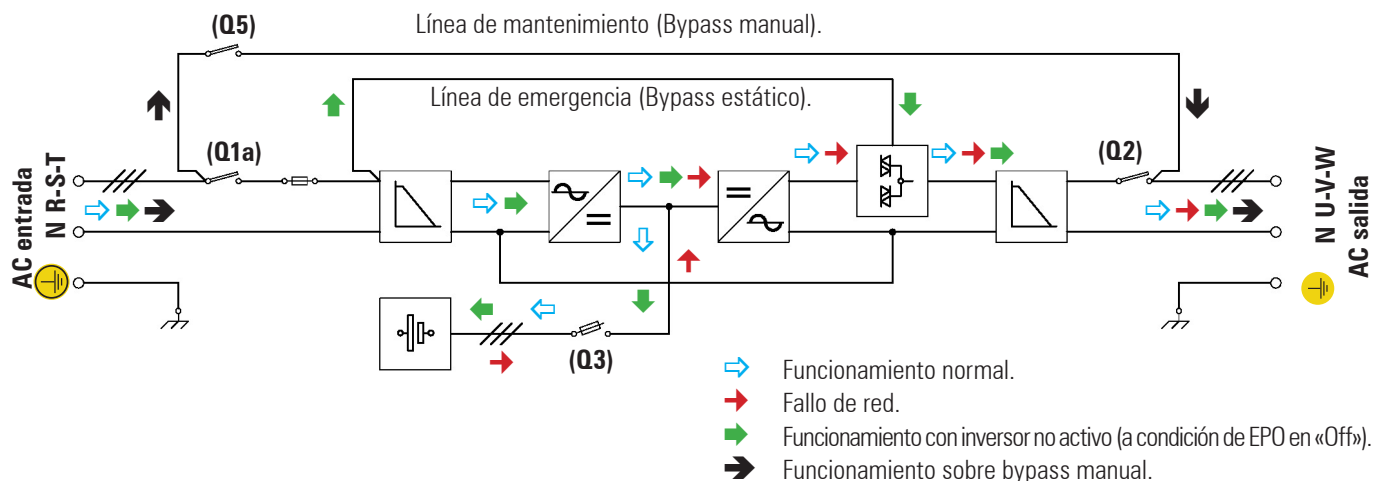 (Q5)
Línea de mantenimiento (Bypass manual).
Línea de emergencia (Bypass estático).
(Q1a)
(Q2)
AC entrada
N R-S-T
N U-V-W
AC salida
(Q3)
Funcionamiento normal.
Fallo de red.
Funcionamiento con inversor no activo (a condición de EPO en «Off»).
Funcionamiento sobre bypass manual.